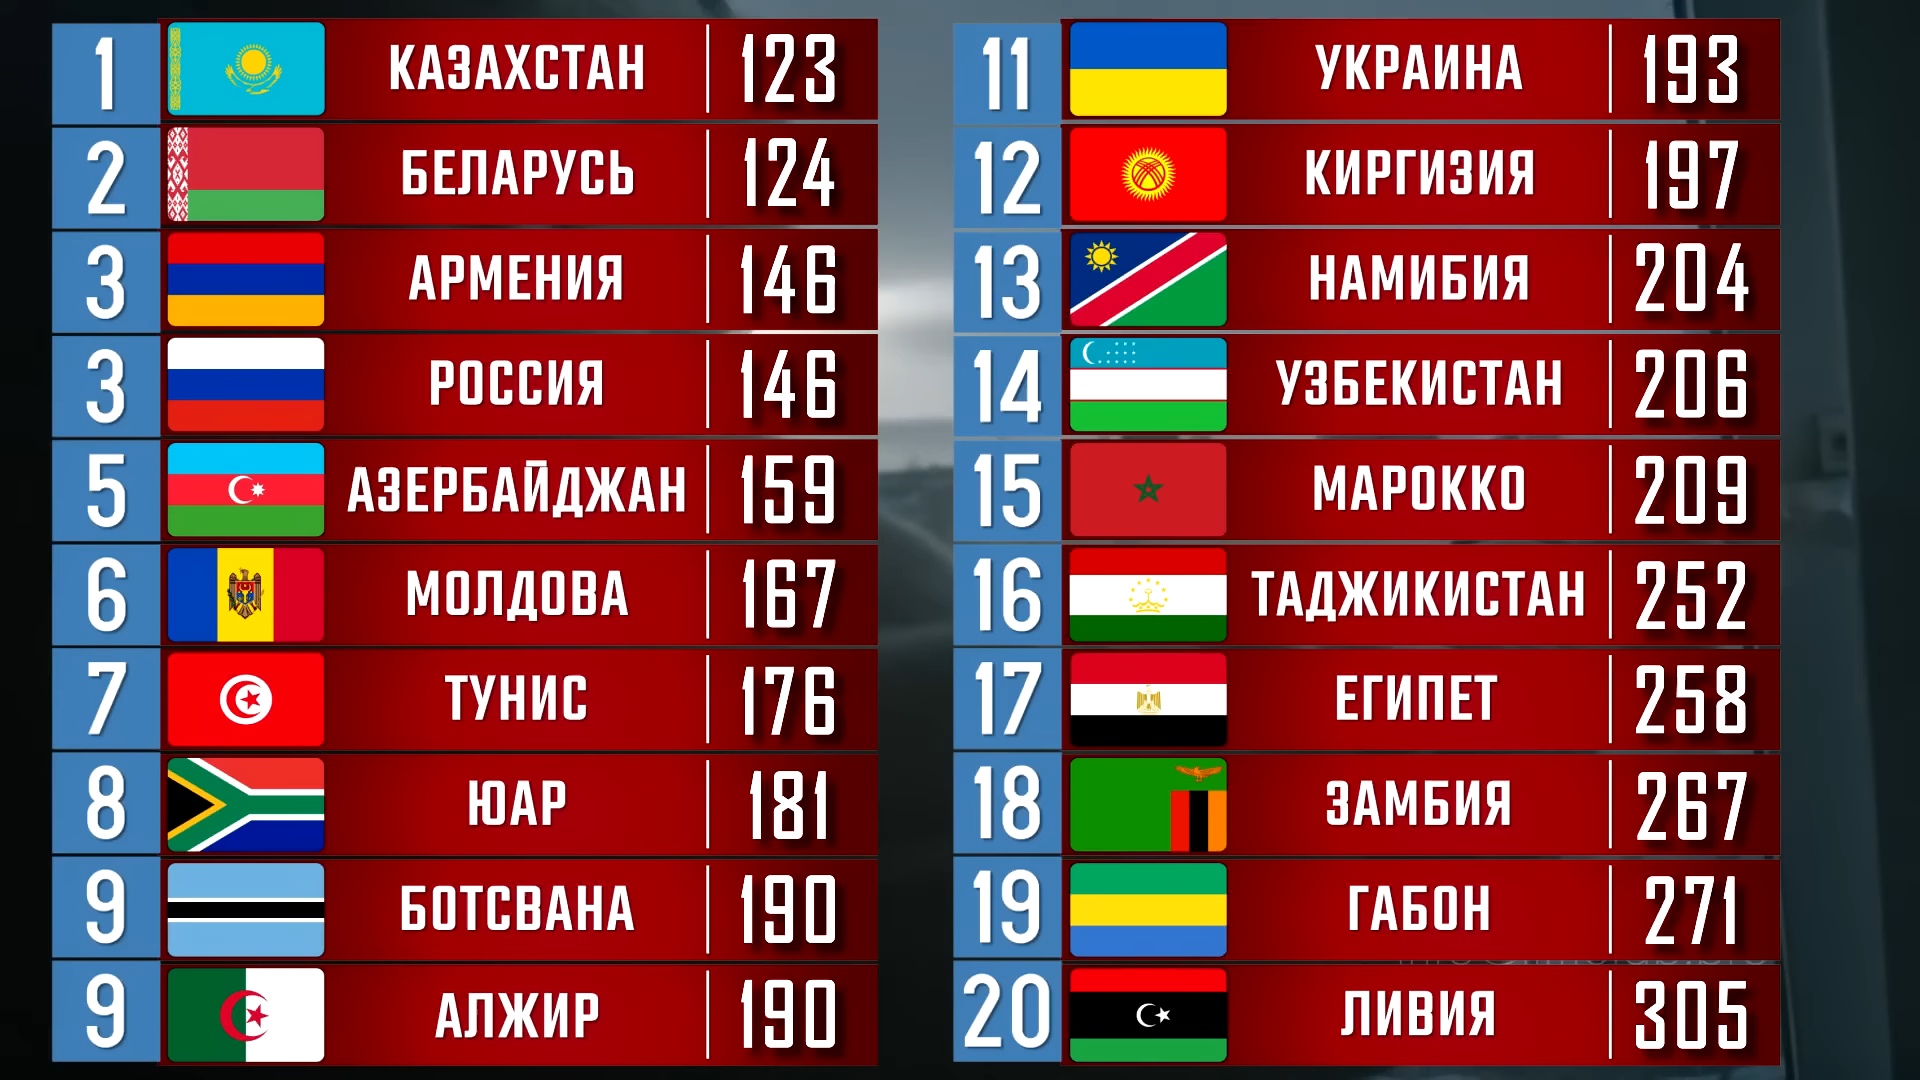 1 КАЗАХСТАН 123
2 БЕЛАРУСЬ 124
3 АРМЕНИЯ 146
3 РОССИЯ 146
5 АЗЕРБАЙДЖАН 159
6 МОЛДОВА 167
7 ТУНИС 176
8 ЮАР 181
9 БОТСВАНА 190
9 АЛЖИР 190
11 УКРАИНА 193
12 КИРГИЗИЯ 197
13 НАМИБИЯ 204
14 УЗБЕКИСТАН 206
15 МАРОККО 209
16 ТАДЖИКИСТАН 252
17 ЕГИПЕТ 258
18 ЗАМБИЯ 267
19 ГАБОН 271
20 ЛИВИЯ 305